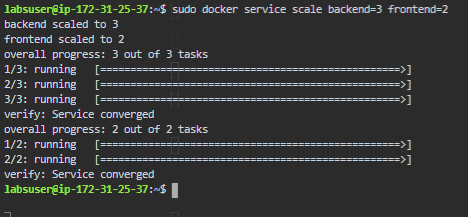 labsuser@ip-172-31-25-37:~$ sudo docker service scale backend=3 frontend=2
backend scaled to 3
frontend scaled to 2
overall progress: 3 out of 3 tasks
1/3: running   [==================================================>]
2/3: running   [==================================================>]
3/3: running   [==================================================>]
verify: Service converged
overall progress: 2 out of 2 tasks
1/2: running   [==================================================>]
2/2: running   [==================================================>]
verify: Service converged
labsuser@ip-172-31-25-37:~$